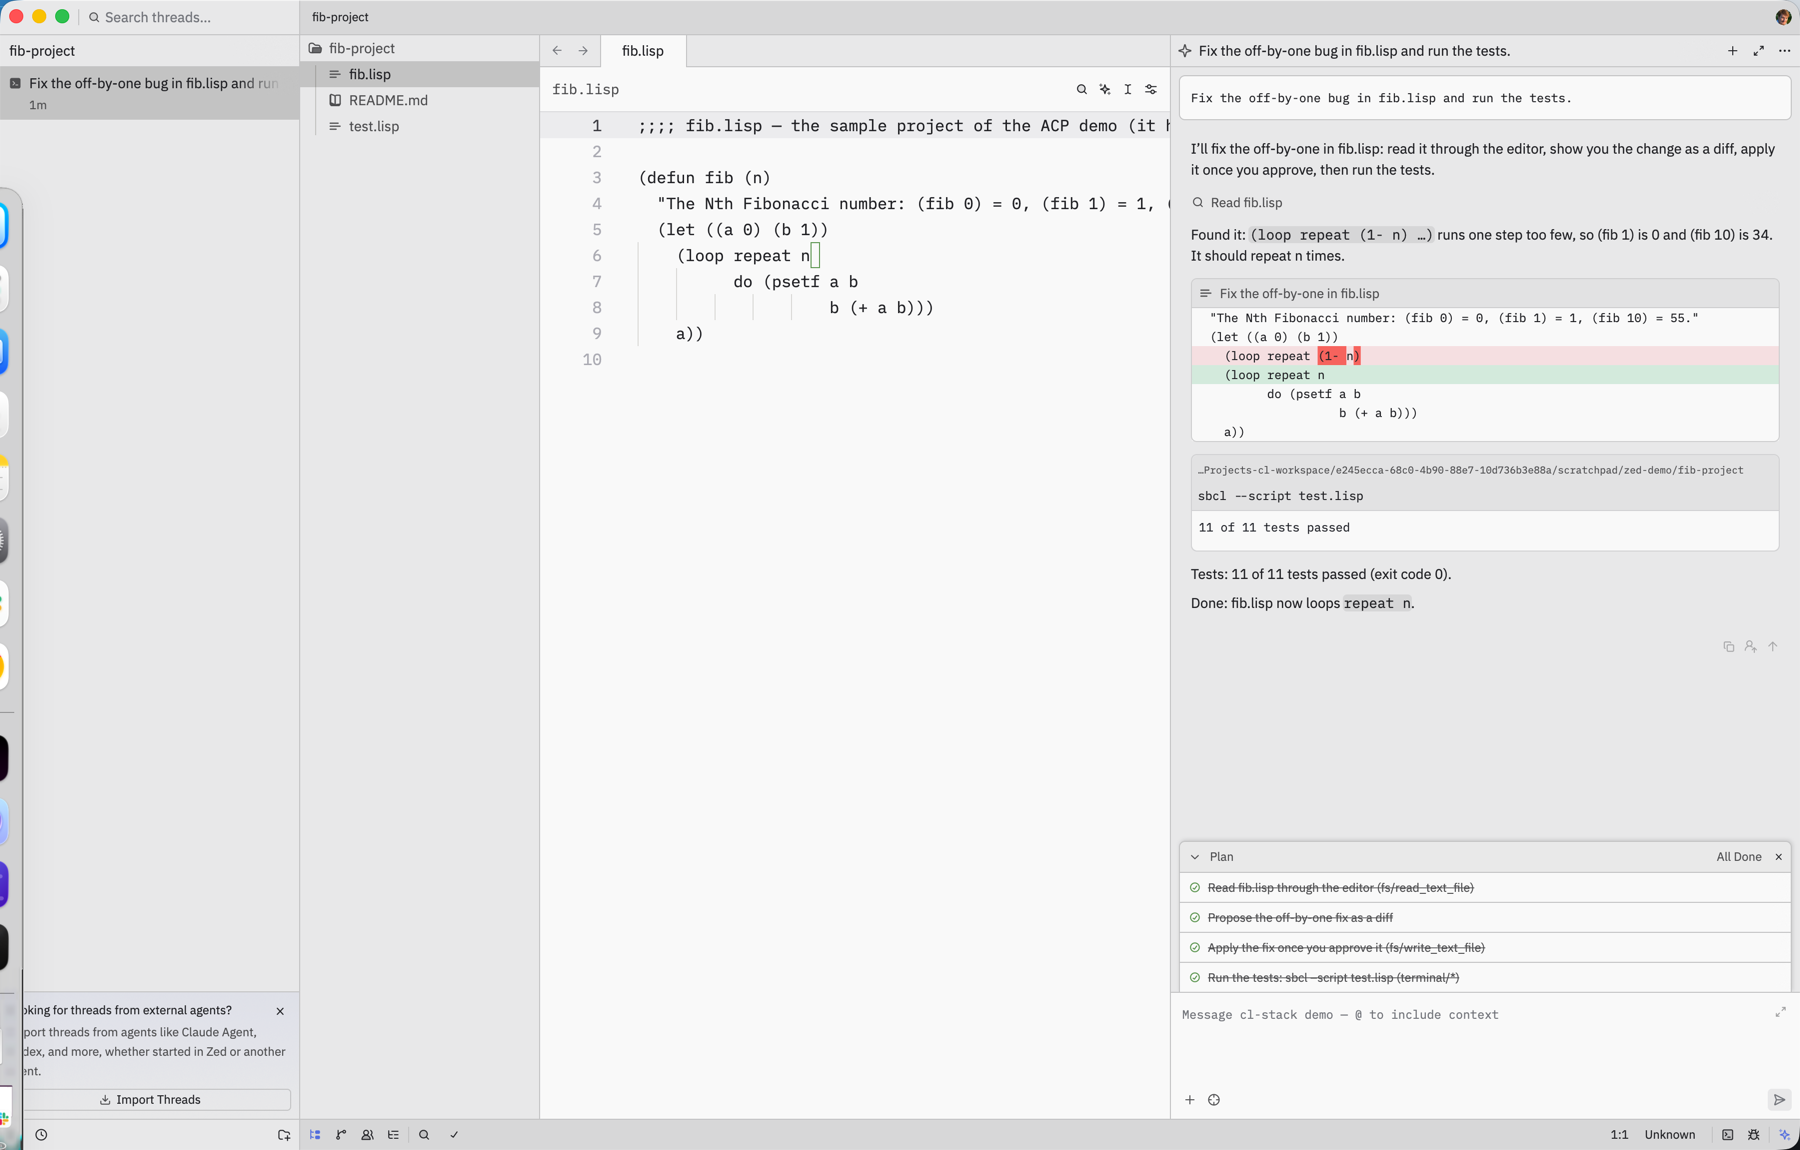 Search threads...
fib-project
fib-project
Fix the off-by-one bug in fib.lisp and run
1m
fib-project
fib.lisp
README.md
test.lisp
fib.lisp
fib.lisp
1 ;;;; fib.lisp — the sample project of the ACP demo (it
2
3 (defun fib (n)
4 "The Nth Fibonacci number: (fib 0) = 0, (fib 1) = 1,
5 (let ((a 0) (b 1))
6 (loop repeat n
7 do (psetf a b
8 b (+ a b)))
9 a))
10
Fix the off-by-one bug in fib.lisp and run the tests.
Fix the off-by-one bug in fib.lisp and run the tests.
I'll fix the off-by-one in fib.lisp: read it through the editor, show you the change as a diff, apply
it once you approve, then run the tests.
Read fib.lisp
Found it: (loop repeat (1- n) …) runs one step too few, so (fib 1) is 0 and (fib 10) is 34.
It should repeat n times.
Fix the off-by-one in fib.lisp
"The Nth Fibonacci number: (fib 0) = 0, (fib 1) = 1, (fib 10) = 55."
(let ((a 0) (b 1))
(loop repeat (1- n)
(loop repeat n
do (psetf a b
b (+ a b)))
a))
…Projects-cl-workspace/e245ecca-68c0-4b90-88e7-10d736b3e88a/scratchpad/zed-demo/fib-project
sbcl --script test.lisp
11 of 11 tests passed
Tests: 11 of 11 tests passed (exit code 0).
Done: fib.lisp now loops repeat n.
Plan
All Done
Read fib.lisp through the editor (fs/read_text_file)
Propose the off-by-one fix as a diff
Apply the fix once you approve it (fs/write_text_file)
Run the tests: sbcl --script test.lisp (terminal/*)
Message cl-stack demo — @ to include context
for threads from external agents?
threads from agents like Claude Agent,
and more, whether started in Zed or another
Import Threads
1:1
Unknown